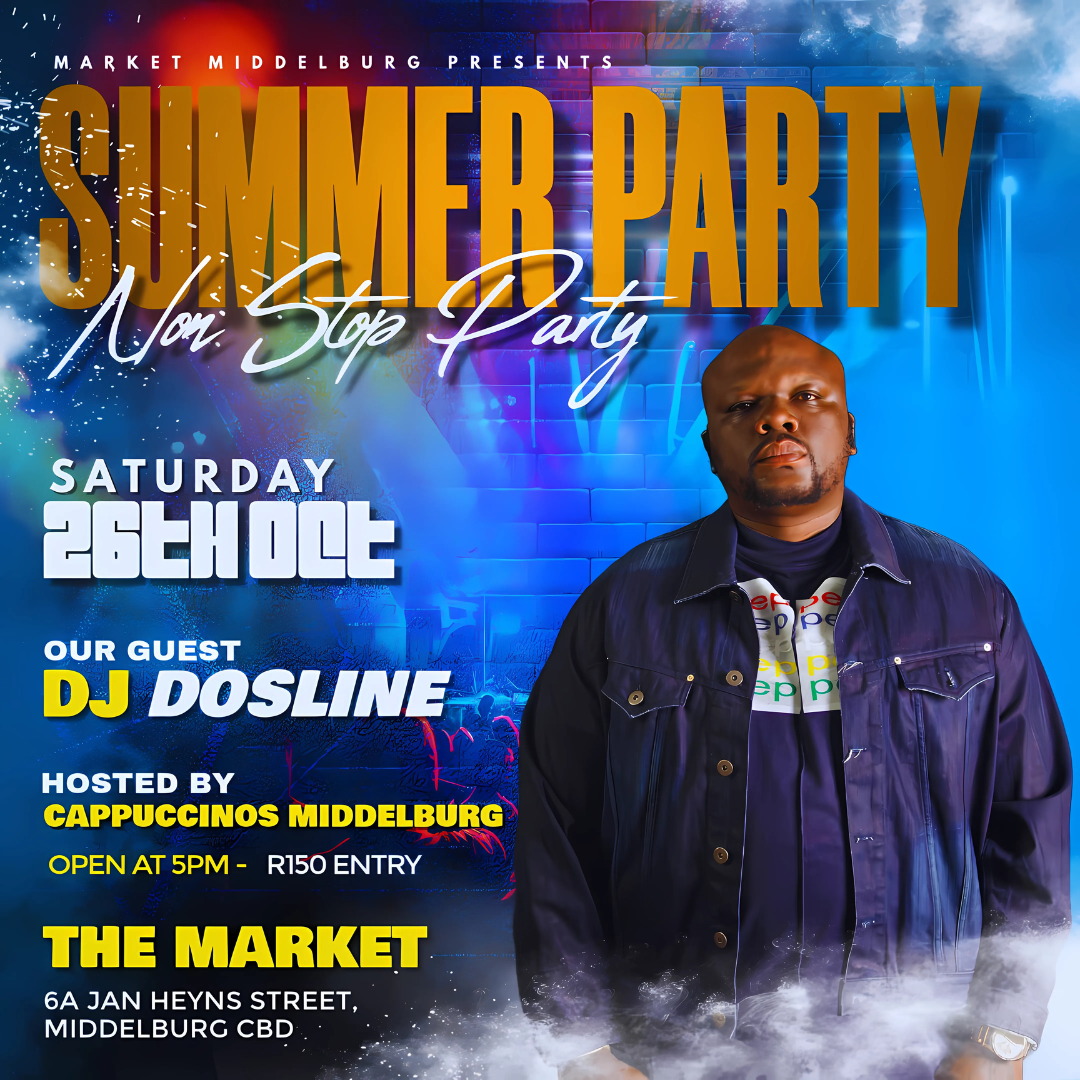 MARKET MIDDELBURG PRESENTS
SUMMER PARTY
Non Stop Party
SATURDAY
26TH OCT
OUR GUEST
DJ DOSLINE
HOSTED BY
CAPPUCCINOS MIDDELBURG
OPEN AT 5PM - R150 ENTRY
THE MARKET
6A JAN HEYNS STREET,
MIDDELBURG CBD